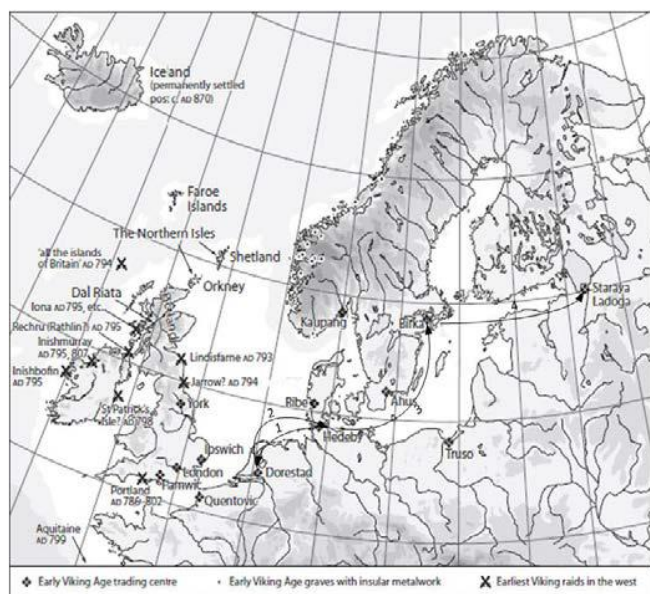 Iceland
(permanently settled
pos: c. AD 870)
Faroe
Islands
The Northern Isles
Shetland
'all the islands
of Britain' AD 794
Orkney
Dal Riata
Iona AD 795, etc.
Rechru (Rathlin?) AD 795
Inishmurray
AD 795, 807
Inishbofin
AD 795
St Patrick's
Isle? AD 798
Lindisfarne AD 793
Jarrow? AD 794
York
Kaupang
Birka
Staraya
Ladoga
4
Ribe
Åhus
3
2
1
Hedeby
Truso
Ipswich
London
Hamwic
Dorestad
Portland
AD 786-802
Quentovic
Aquitaine
AD 799
Early Viking Age trading centre
Early Viking Age graves with insular metalwork
Earliest Viking raids in the west